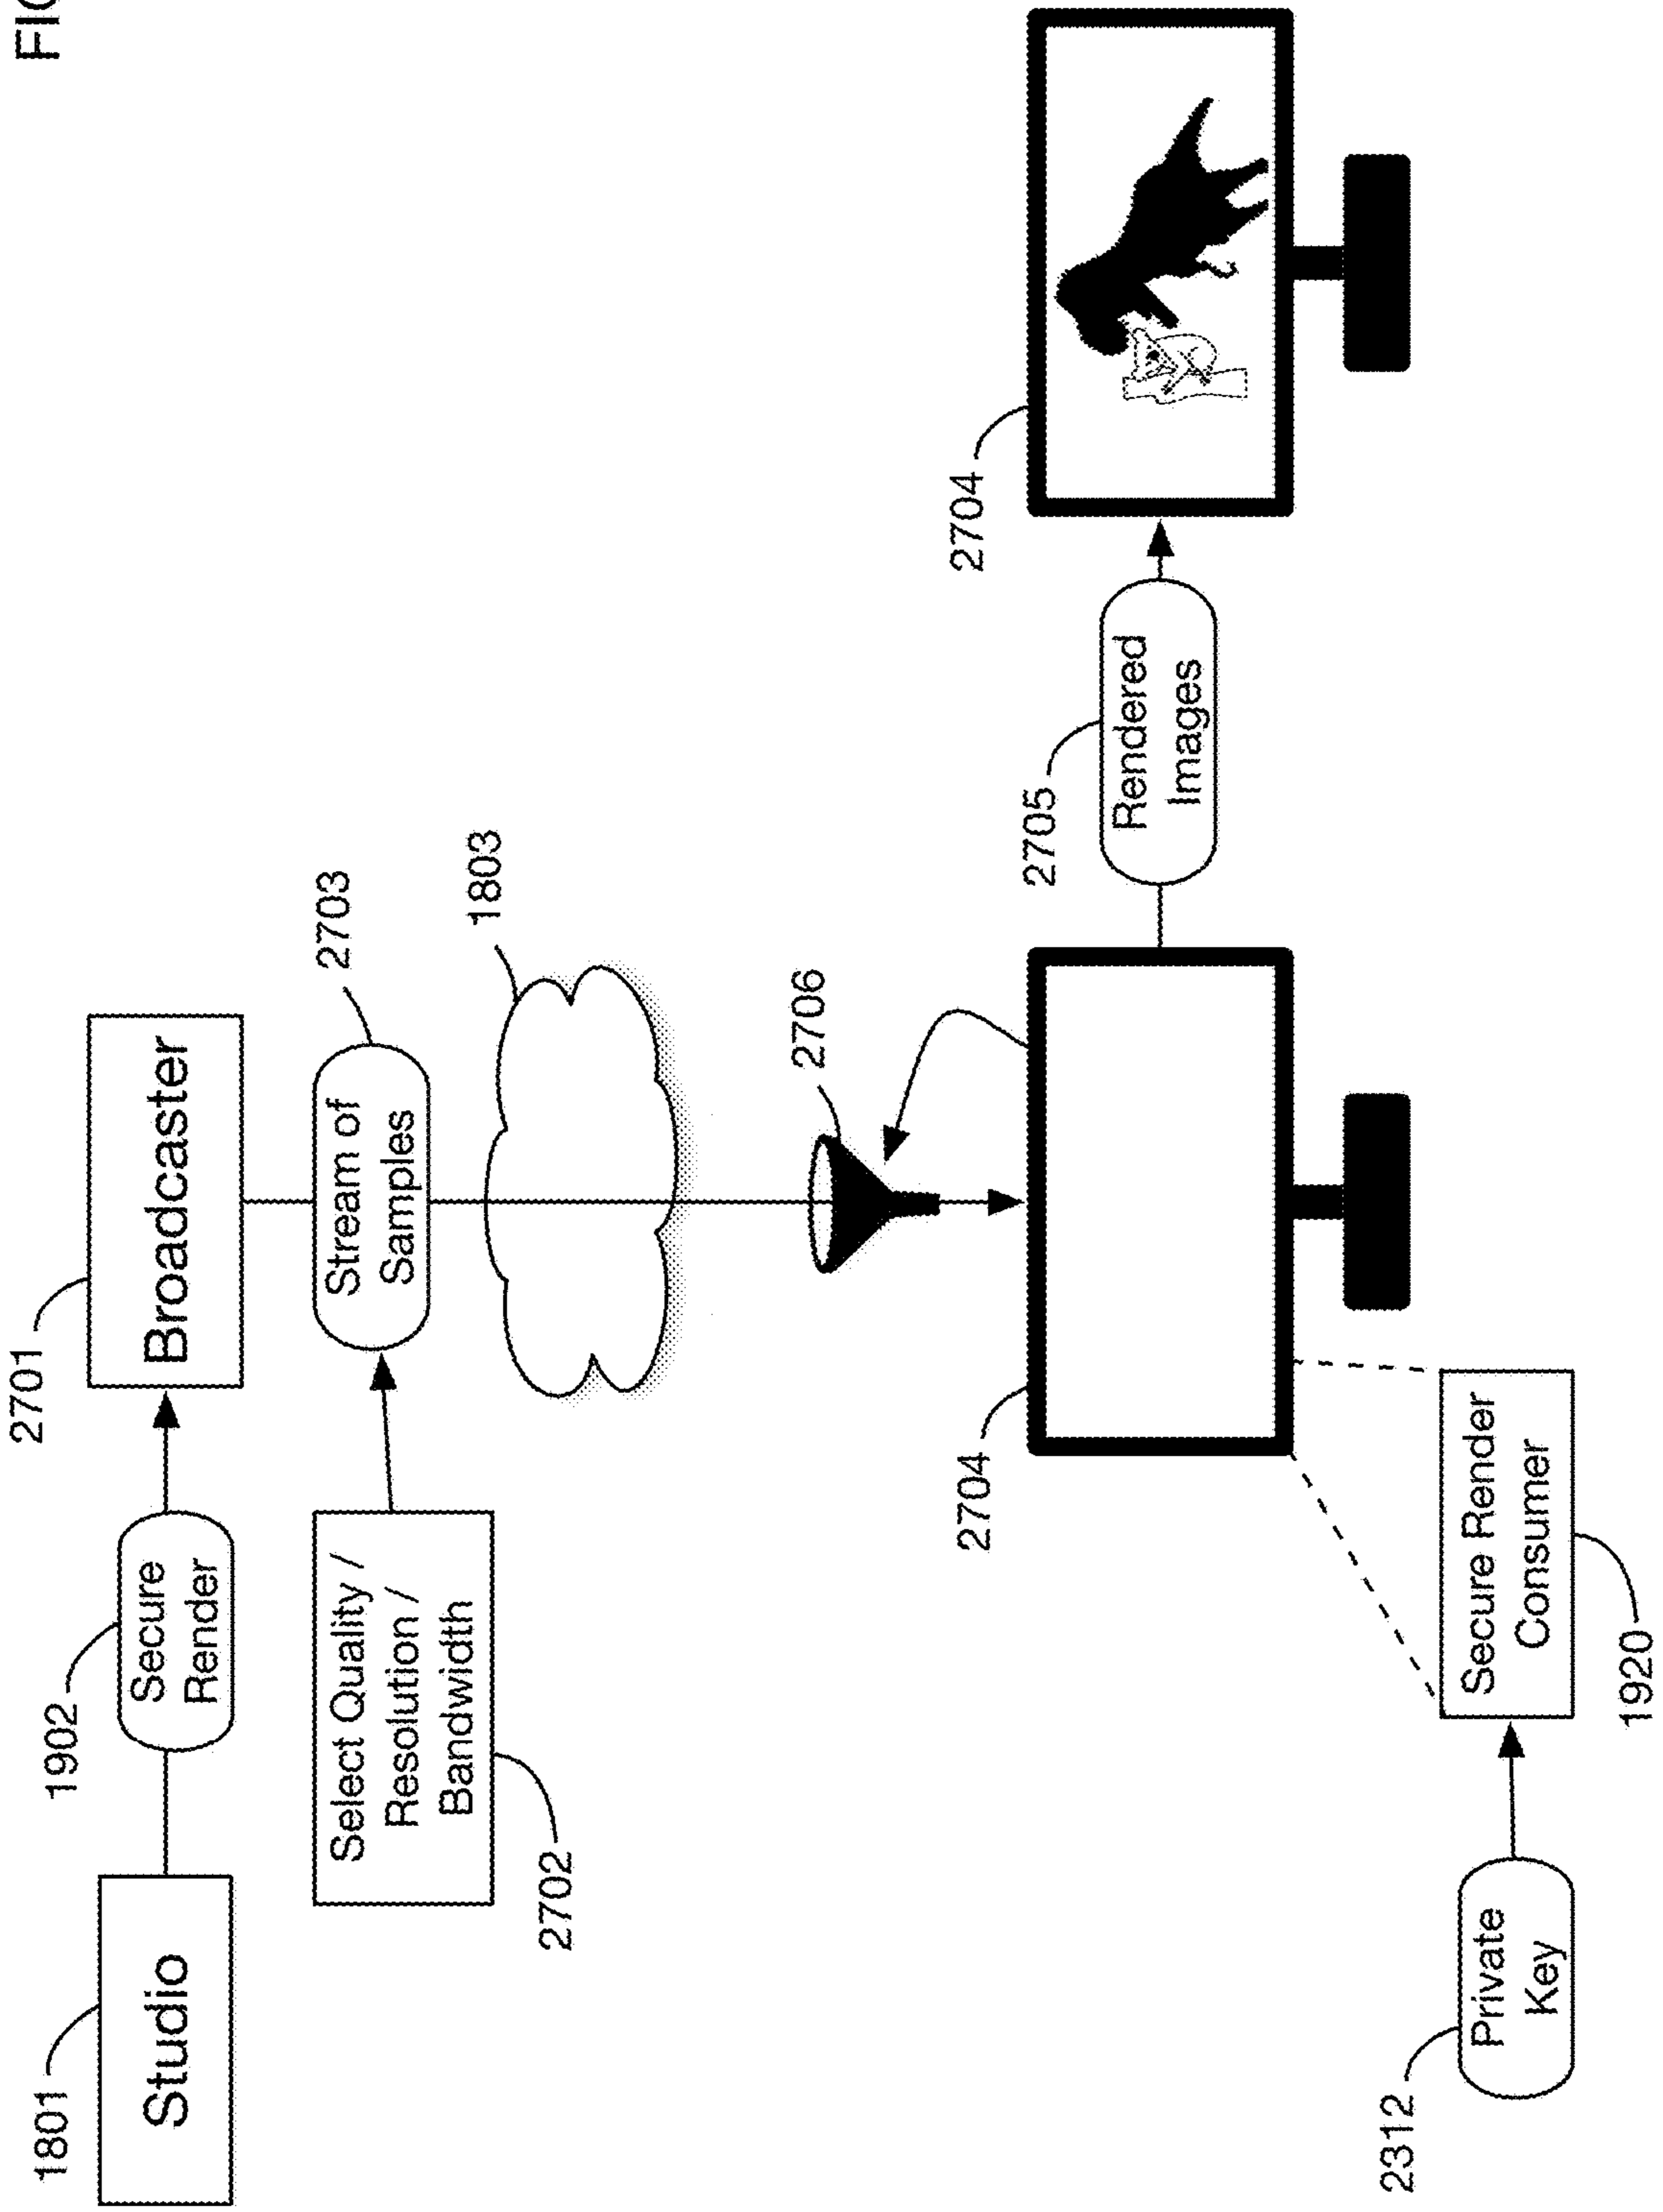 FIG
1801
Studio
1902
Secure
Render
2701
Broadcaster
2702
Select Quality /
Resolution /
Bandwidth
Stream of
Samples
2703
1803
2706
2704
2705
Rendered
Images
2704
2312
Private
Key
Secure Render
Consumer
1920